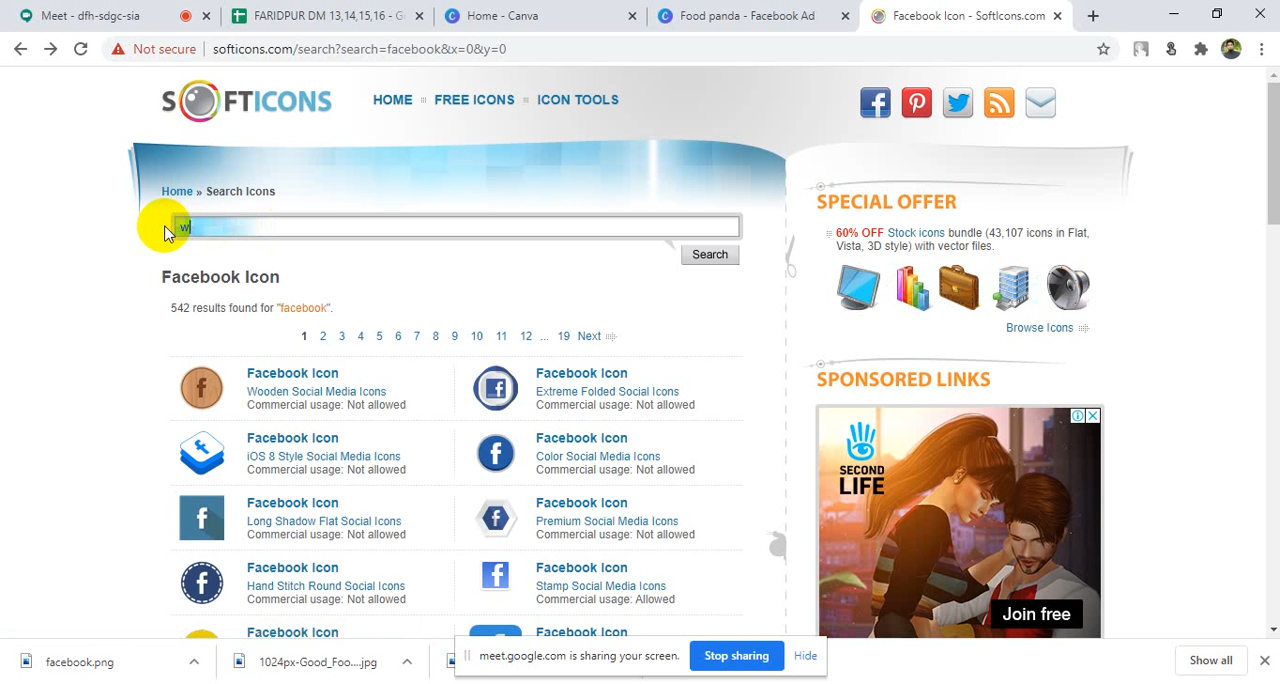 Meet - dfh-sdgc-sia
FARIDPUR DM 13,14,15,16 - G
Home - Canva
Food panda - Facebook Ad
Facebook Icon - SoftIcons.com
Not secure
softicons.com/search?search=facebook&x=0&y=0
SOFTICONS
HOME
FREE ICONS
ICON TOOLS
Home » Search Icons
w
Search
Facebook Icon
542 results found for "facebook".
1 2 3 4 5 6 7 8 9 10 11 12 ... 19 Next
Facebook Icon
Wooden Social Media Icons
Commercial usage: Not allowed
Facebook Icon
Extreme Folded Social Icons
Commercial usage: Not allowed
Facebook Icon
iOS 8 Style Social Media Icons
Commercial usage: Not allowed
Facebook Icon
Color Social Media Icons
Commercial usage: Not allowed
Facebook Icon
Long Shadow Flat Social Icons
Commercial usage: Not allowed
Facebook Icon
Premium Social Media Icons
Commercial usage: Not allowed
Facebook Icon
Hand Stitch Round Social Icons
Commercial usage: Not allowed
Facebook Icon
Stamp Social Media Icons
Commercial usage: Allowed
Facebook Icon
Facebook Icon
SPECIAL OFFER
60% OFF Stock icons bundle (43,107 icons in Flat,
Vista, 3D style) with vector files.
Browse Icons
SPONSORED LINKS
SECOND
LIFE
Join free
facebook.png
1024px-Good_Foo....jpg
meet.google.com is sharing your screen.
Stop sharing
Hide
Show all